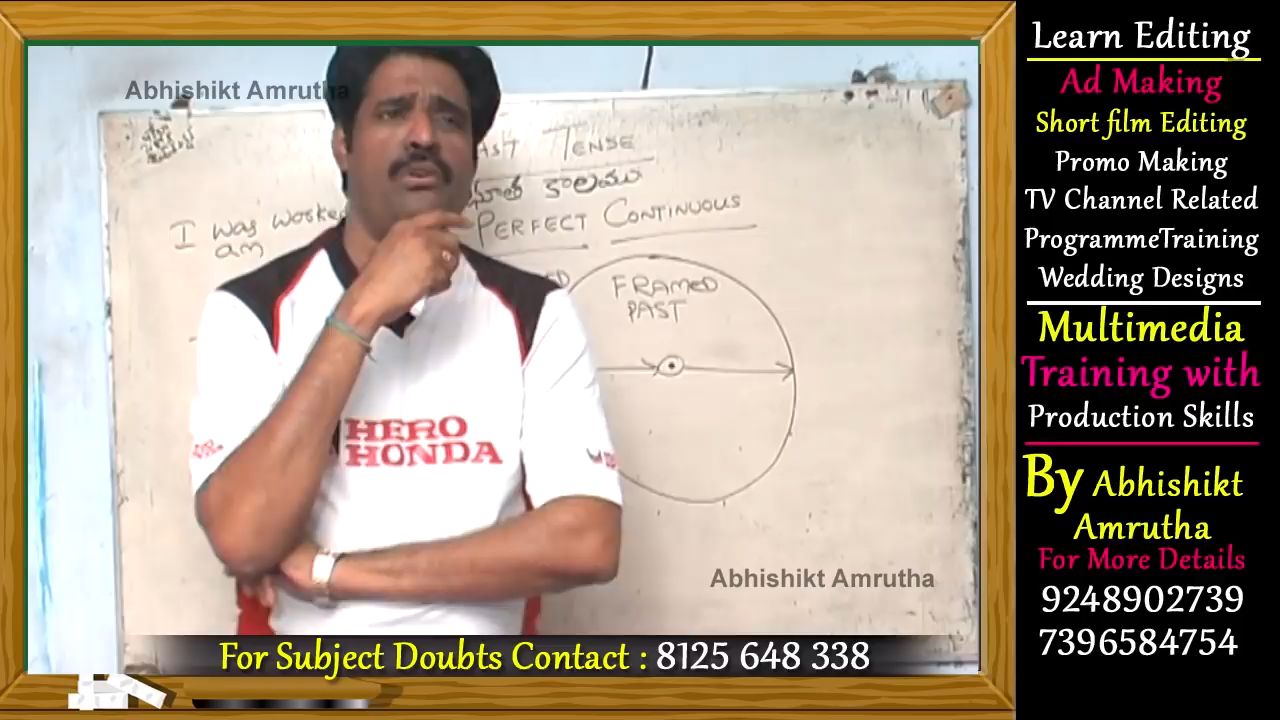 Abhishikt Amrutha
TENSE
భూత కాలము
I was worked
am
PERFECT CONTINUOUS
FRAMED
PAST
HERO
HONDA
Abhishikt Amrutha
For Subject Doubts Contact : 8125 648 338
Learn Editing
Ad Making
Short film Editing
Promo Making
TV Channel Related
ProgrammeTraining
Wedding Designs
Multimedia
Training with
Production Skills
By Abhishikt
Amrutha
For More Details
9248902739
7396584754